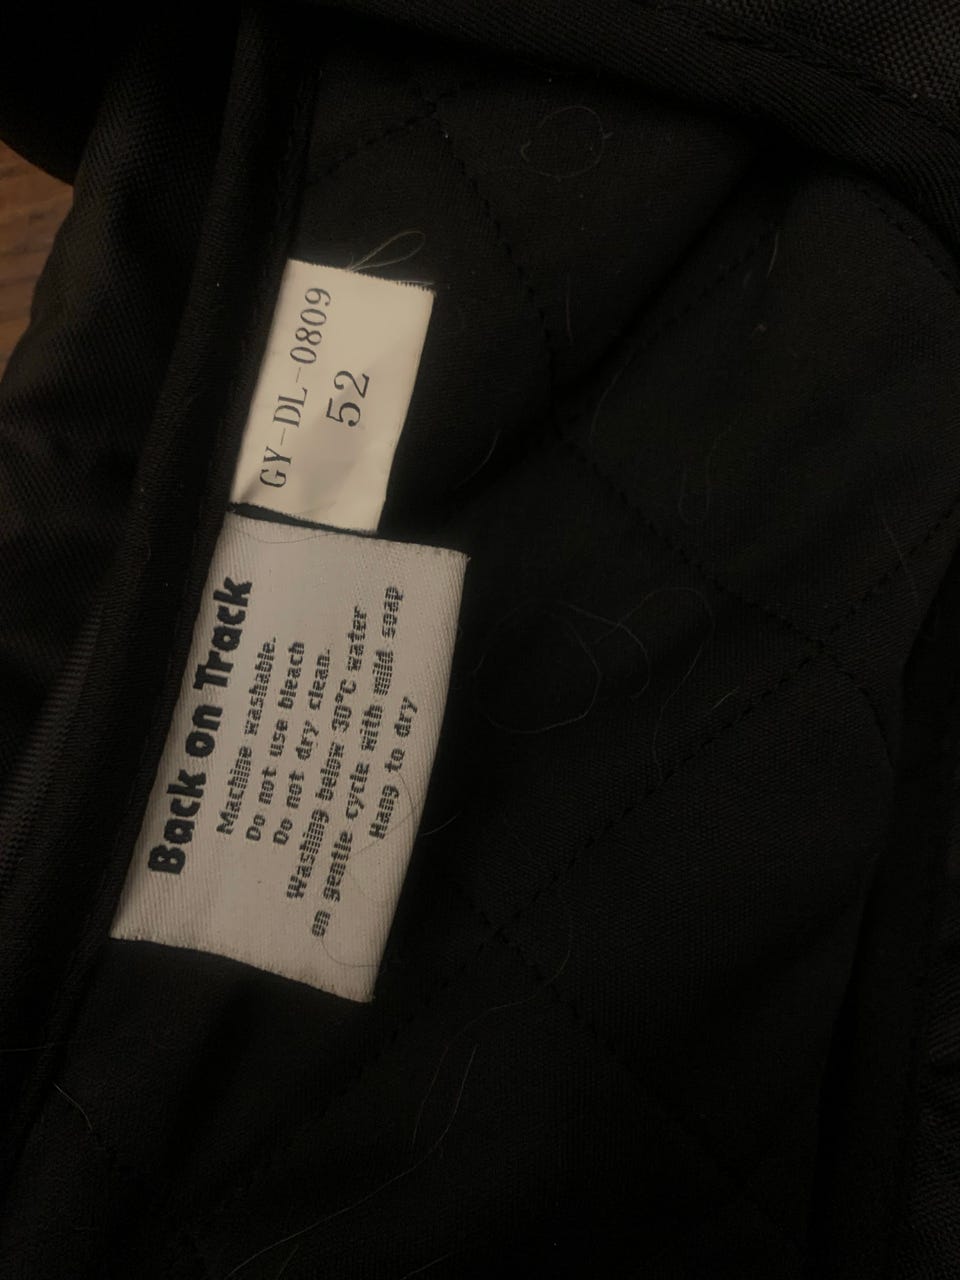 GY-DL-0809
52
Back on Track
Machine washable.
Do not use bleach
Do not dry clean.
Washing below 30°C water
on gentle cycle with mild soap
Hang to dry